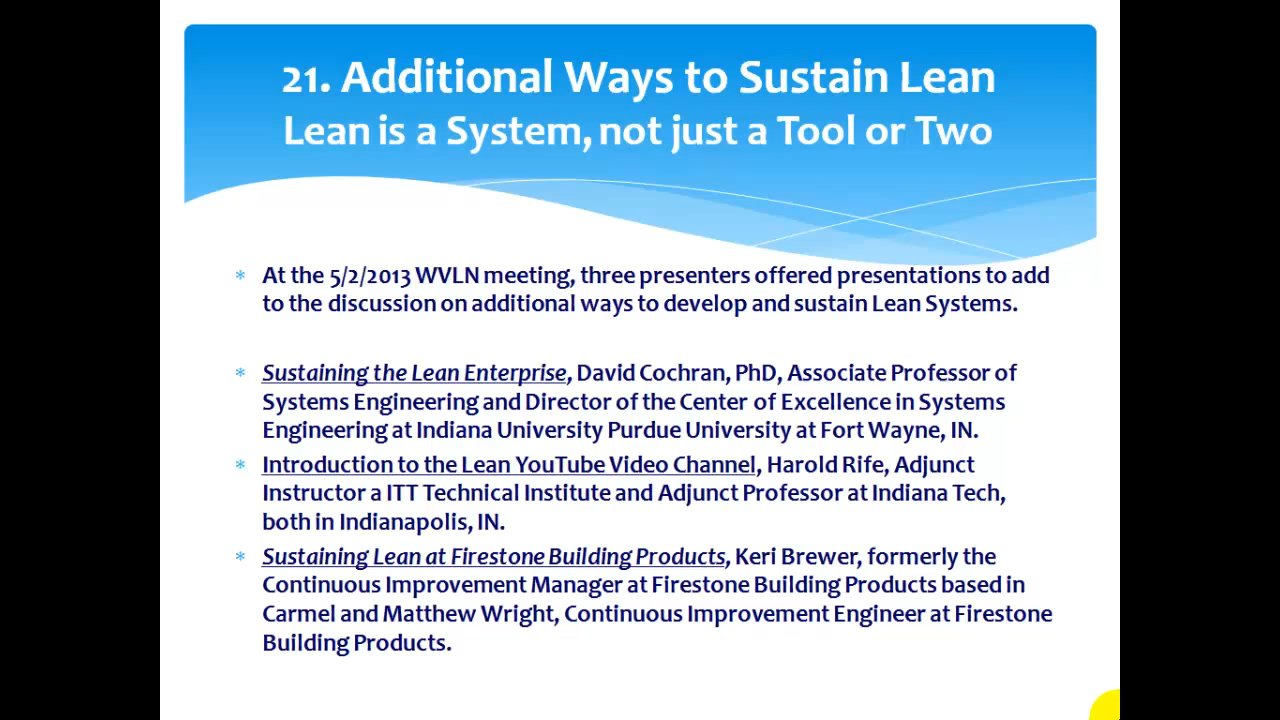 21. Additional Ways to Sustain Lean
Lean is a System, not just a Tool or Two
* At the 5/2/2013 WVLN meeting, three presenters offered presentations to add
to the discussion on additional ways to develop and sustain Lean Systems.
* Sustaining the Lean Enterprise, David Cochran, PhD, Associate Professor of
Systems Engineering and Director of the Center of Excellence in Systems
Engineering at Indiana University Purdue University at Fort Wayne, IN.
* Introduction to the Lean YouTube Video Channel, Harold Rife, Adjunct
Instructor a ITT Technical Institute and Adjunct Professor at Indiana Tech,
both in Indianapolis, IN.
* Sustaining Lean at Firestone Building Products, Keri Brewer, formerly the
Continuous Improvement Manager at Firestone Building Products based in
Carmel and Matthew Wright, Continuous Improvement Engineer at Firestone
Building Products.